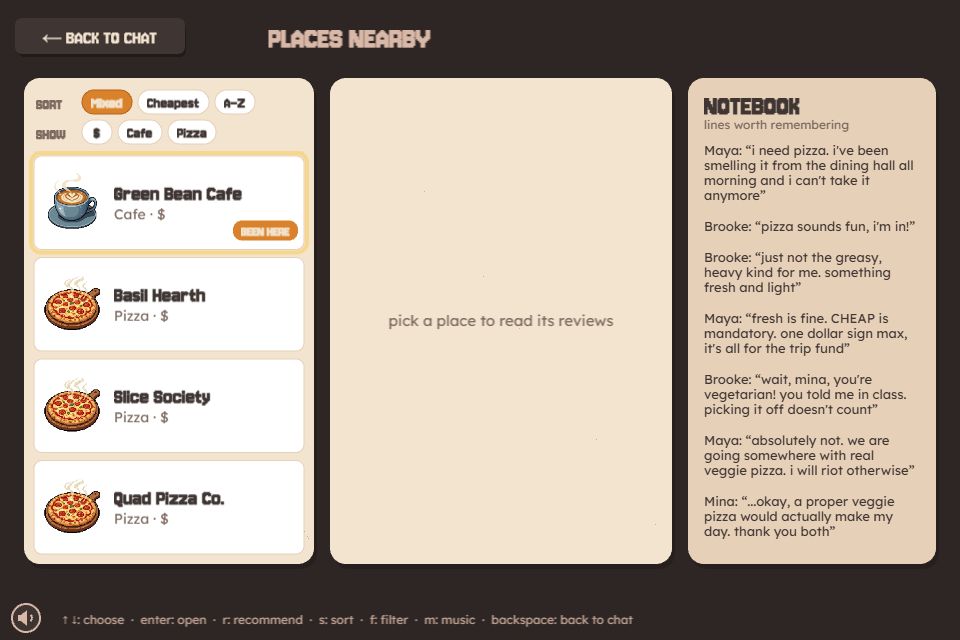 ← BACK TO CHAT
PLACES NEARBY
SORT Mixed Cheapest A-Z
SHOW $ Cafe Pizza
Green Bean Cafe
Cafe · $
BEEN HERE
Basil Hearth
Pizza · $
Slice Society
Pizza · $
Quad Pizza Co.
Pizza · $
pick a place to read its reviews
NOTEBOOK
lines worth remembering
Maya: “i need pizza. i've been
smelling it from the dining hall all
morning and i can't take it
anymore”
Brooke: “pizza sounds fun, i'm in!”
Brooke: “just not the greasy,
heavy kind for me. something
fresh and light”
Maya: “fresh is fine. CHEAP is
mandatory. one dollar sign max,
it's all for the trip fund”
Brooke: “wait, mina, you're
vegetarian! you told me in class.
picking it off doesn't count”
Maya: “absolutely not. we are
going somewhere with real
veggie pizza. i will riot otherwise”
Mina: “...okay, a proper veggie
pizza would actually make my
day. thank you both”
↑↓: choose · enter: open · r: recommend · s: sort · f: filter · m: music · backspace: back to chat